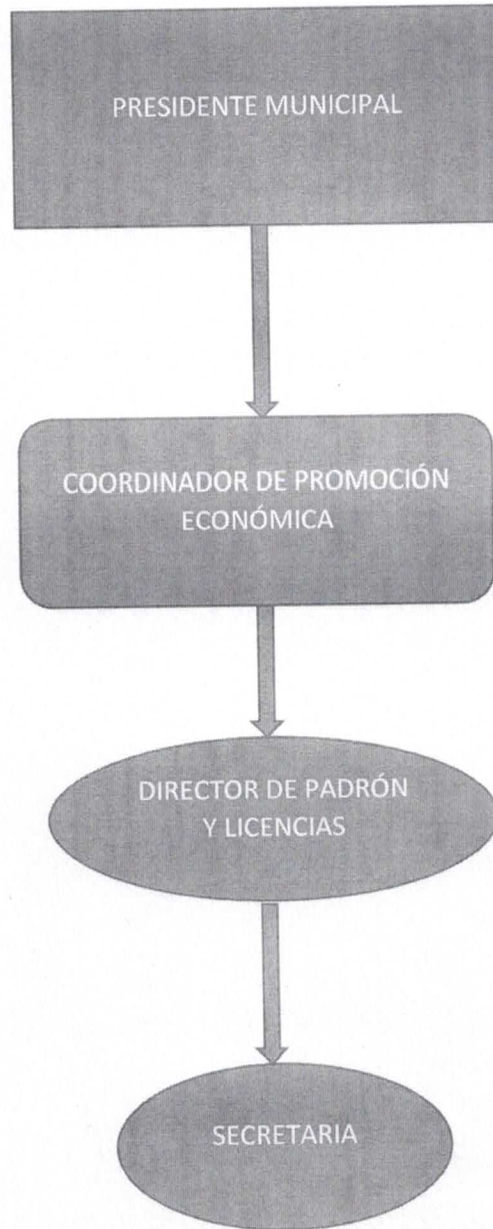 PRESIDENTE MUNICIPAL
COORDINADOR DE PROMOCIÓN
ECONÓMICA
DIRECTOR DE PADRÓN
Y LICENCIAS
SECRETARIA